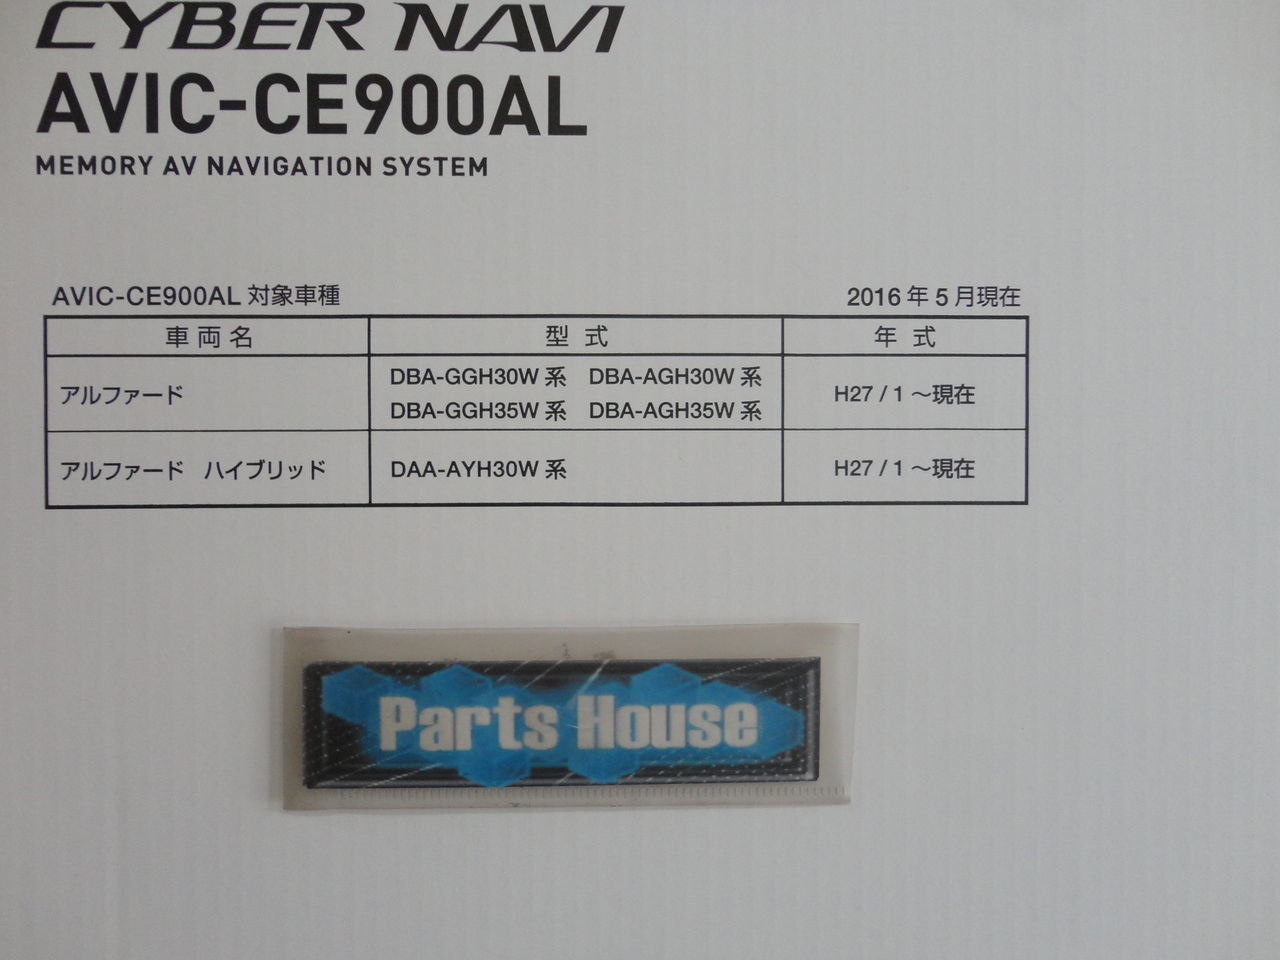 CYBER NAVI
AVIC-CE900AL
MEMORY AV NAVIGATION SYSTEM
AVIC-CE900AL 対象車種 2016年5月現在
車両名 型式 年式
アルファード DBA-GGH30W系 DBA-AGH30W系 H27/1〜現在
DBA-GGH35W系 DBA-AGH35W系
アルファード ハイブリッド DAA-AYH30W系 H27/1〜現在
Parts House